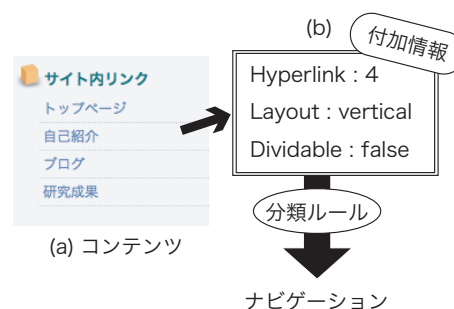 サイト内リンク
トップページ
自己紹介
ブログ
研究成果
(a) コンテンツ
(b)
付加情報
Hyperlink : 4
Layout : vertical
Dividable : false
分類ルール
ナビゲーション